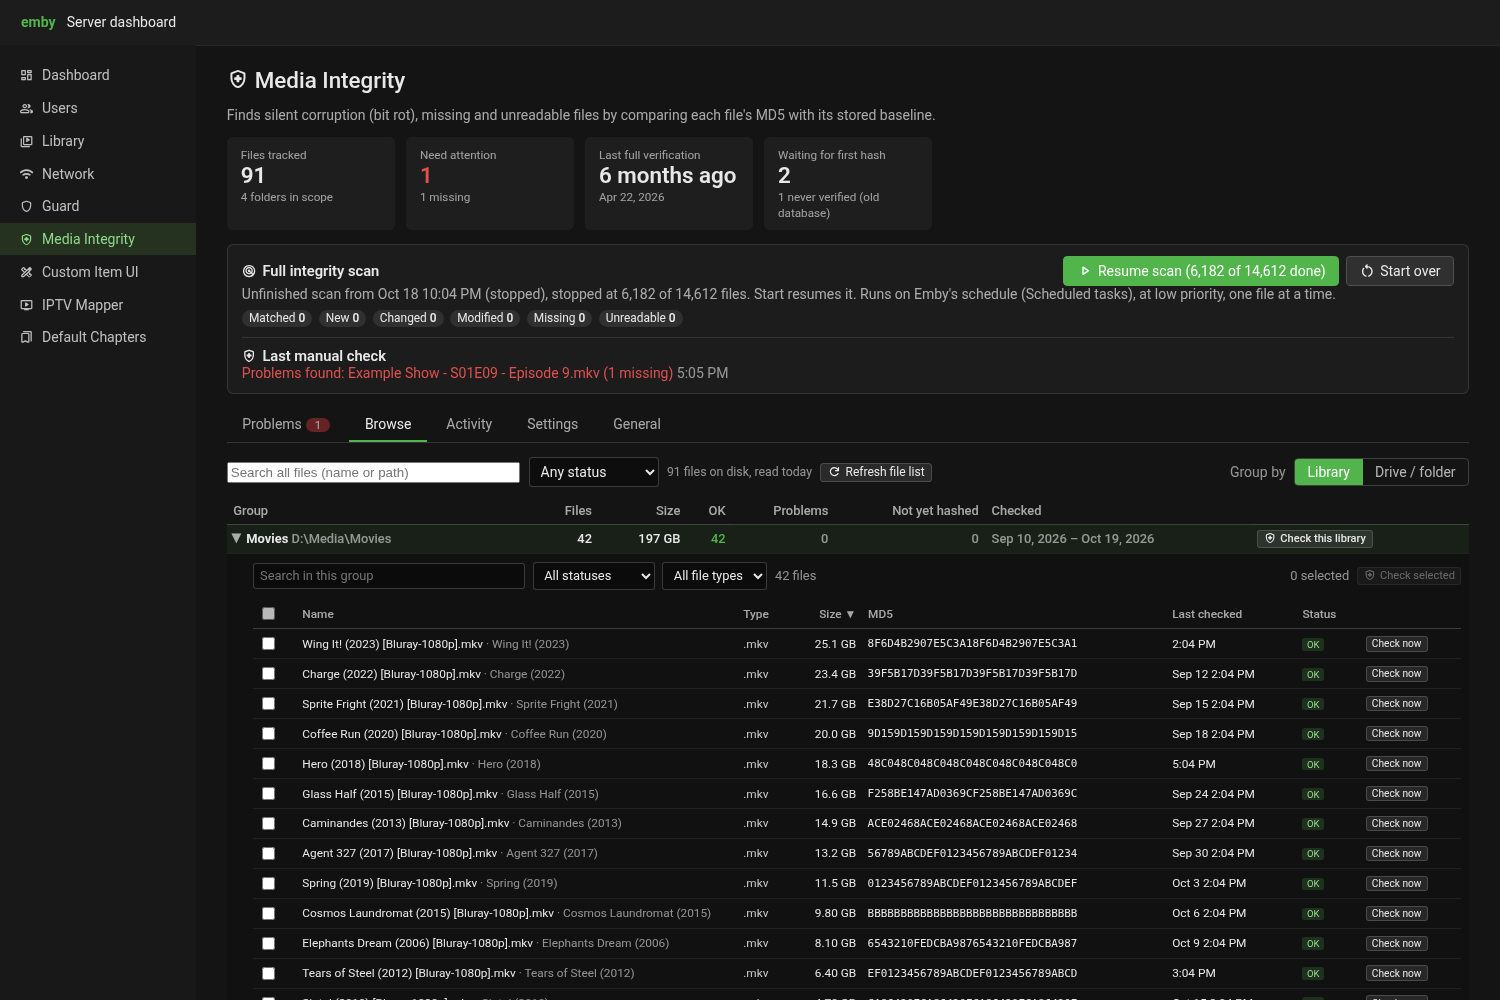 emby Server dashboard
Dashboard
Users
Library
Network
Guard
Media Integrity
Custom Item UI
IPTV Mapper
Default Chapters
Media Integrity
Finds silent corruption (bit rot), missing and unreadable files by comparing each file's MD5 with its stored baseline.
Files tracked
91
4 folders in scope
Need attention
1
1 missing
Last full verification
6 months ago
Apr 22, 2026
Waiting for first hash
2
1 never verified (old
database)
Full integrity scan
Resume scan (6,182 of 14,612 done)
Start over
Unfinished scan from Oct 18 10:04 PM (stopped), stopped at 6,182 of 14,612 files. Start resumes it. Runs on Emby's schedule (Scheduled tasks), at low priority, one file at a time.
Matched 0 New 0 Changed 0 Modified 0 Missing 0 Unreadable 0
Last manual check
Problems found: Example Show - S01E09 - Episode 9.mkv (1 missing) 5:05 PM
Problems 1 Browse Activity Settings General
Search all files (name or path) Any status 91 files on disk, read today Refresh file list Group by Library Drive / folder
Group Files Size OK Problems Not yet hashed Checked
▼ Movies D:\Media\Movies 42 197 GB 42 0 0 Sep 10, 2026 – Oct 19, 2026 Check this library
Search in this group All statuses All file types 42 files 0 selected Check selected
Name Type Size ▼ MD5 Last checked Status
Wing It! (2023) [Bluray-1080p].mkv · Wing It! (2023) .mkv 25.1 GB 8F6D4B2907E5C3A18F6D4B2907E5C3A1 2:04 PM OK Check now
Charge (2022) [Bluray-1080p].mkv · Charge (2022) .mkv 23.4 GB 39F5B17D39F5B17D39F5B17D39F5B17D Sep 12 2:04 PM OK Check now
Sprite Fright (2021) [Bluray-1080p].mkv · Sprite Fright (2021) .mkv 21.7 GB E38D27C16B05AF49E38D27C16B05AF49 Sep 15 2:04 PM OK Check now
Coffee Run (2020) [Bluray-1080p].mkv · Coffee Run (2020) .mkv 20.0 GB 9D159D159D159D159D159D159D159D15 Sep 18 2:04 PM OK Check now
Hero (2018) [Bluray-1080p].mkv · Hero (2018) .mkv 18.3 GB 48C048C048C048C048C048C048C048C0 5:04 PM OK Check now
Glass Half (2015) [Bluray-1080p].mkv · Glass Half (2015) .mkv 16.6 GB F258BE147AD0369CF258BE147AD0369C Sep 24 2:04 PM OK Check now
Caminandes (2013) [Bluray-1080p].mkv · Caminandes (2013) .mkv 14.9 GB ACE02468ACE02468ACE02468ACE02468 Sep 27 2:04 PM OK Check now
Agent 327 (2017) [Bluray-1080p].mkv · Agent 327 (2017) .mkv 13.2 GB 56789ABCDEF0123456789ABCDEF01234 Sep 30 2:04 PM OK Check now
Spring (2019) [Bluray-1080p].mkv · Spring (2019) .mkv 11.5 GB 0123456789ABCDEF0123456789ABCDEF Oct 3 2:04 PM OK Check now
Cosmos Laundromat (2015) [Bluray-1080p].mkv · Cosmos Laundromat (2015) .mkv 9.80 GB BBBBBBBBBBBBBBBBBBBBBBBBBBBBBBBB Oct 6 2:04 PM OK Check now
Elephants Dream (2006) [Bluray-1080p].mkv · Elephants Dream (2006) .mkv 8.10 GB 6543210FEDCBA9876543210FEDCBA987 Oct 9 2:04 PM OK Check now
Tears of Steel (2012) [Bluray-1080p].mkv · Tears of Steel (2012) .mkv 6.40 GB EF0123456789ABCDEF0123456789ABCD 3:04 PM OK Check now